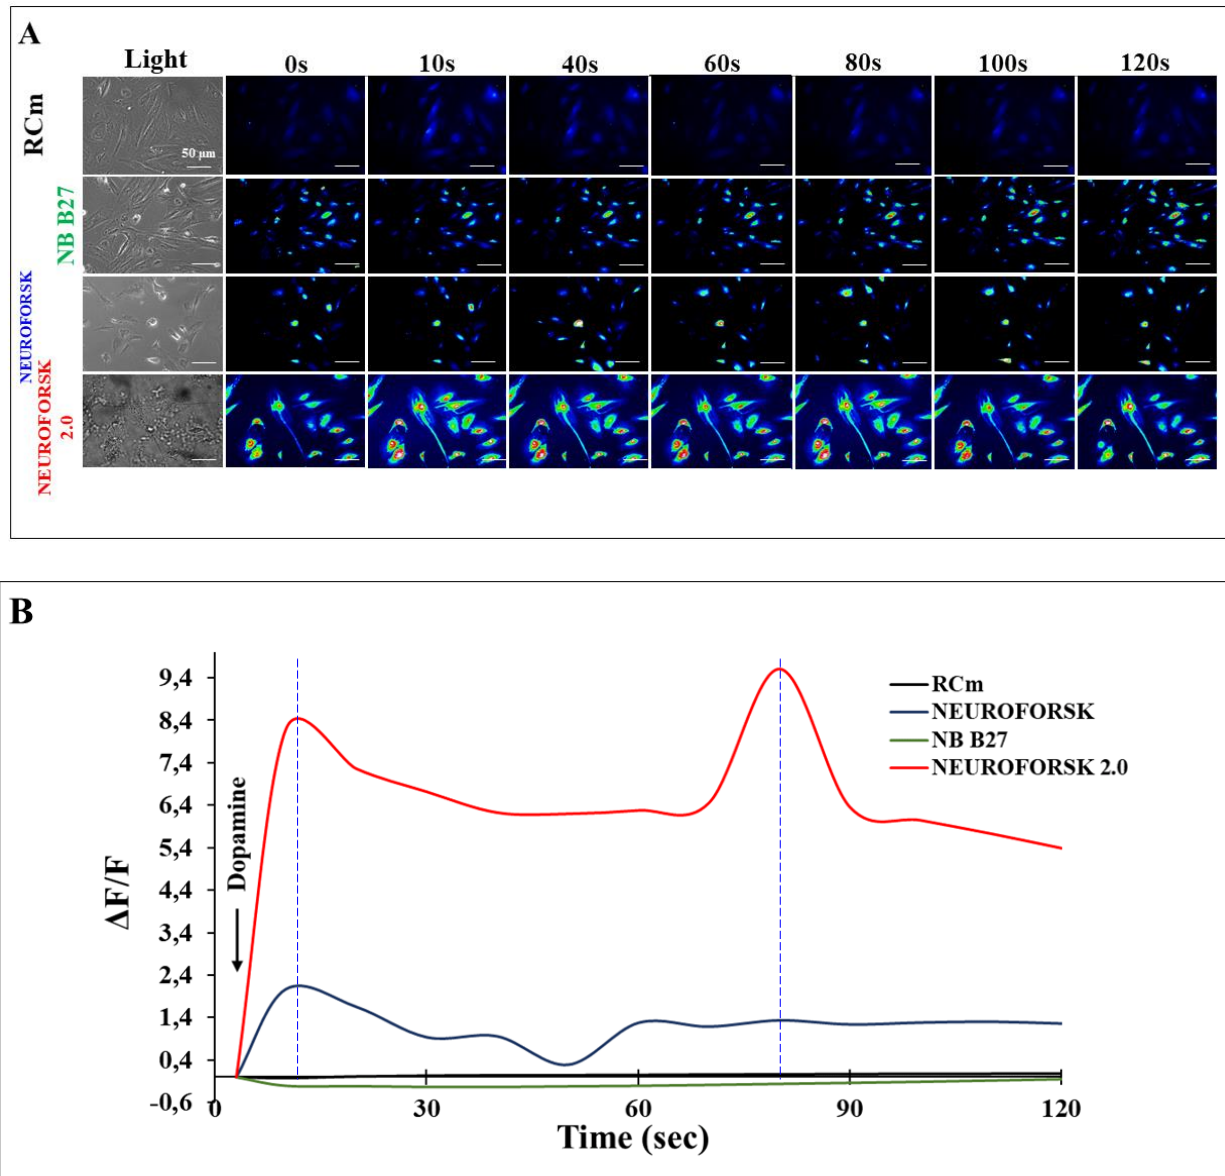 A
Light 0s 10s 40s 60s 80s 100s 120s
RCm
50 µm
NB B27
NEUROFORSK
NEUROFORSK
2.0
B
9,4
8,4
7,4
6,4
5,4
4,4
3,4
2,4
1,4
0,4
-0,6
ΔF/F
Dopamine
RCm
NEUROFORSK
NB B27
NEUROFORSK 2.0
0 30 60 90 120
Time (sec)